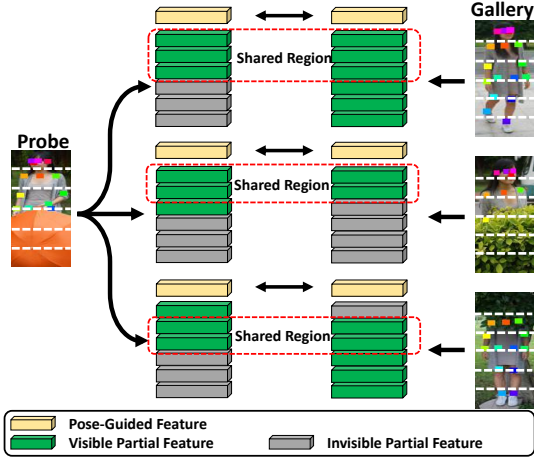 Gallery
Shared Region
Probe
Shared Region
Shared Region
Pose-Guided Feature
Visible Partial Feature
Invisible Partial Feature